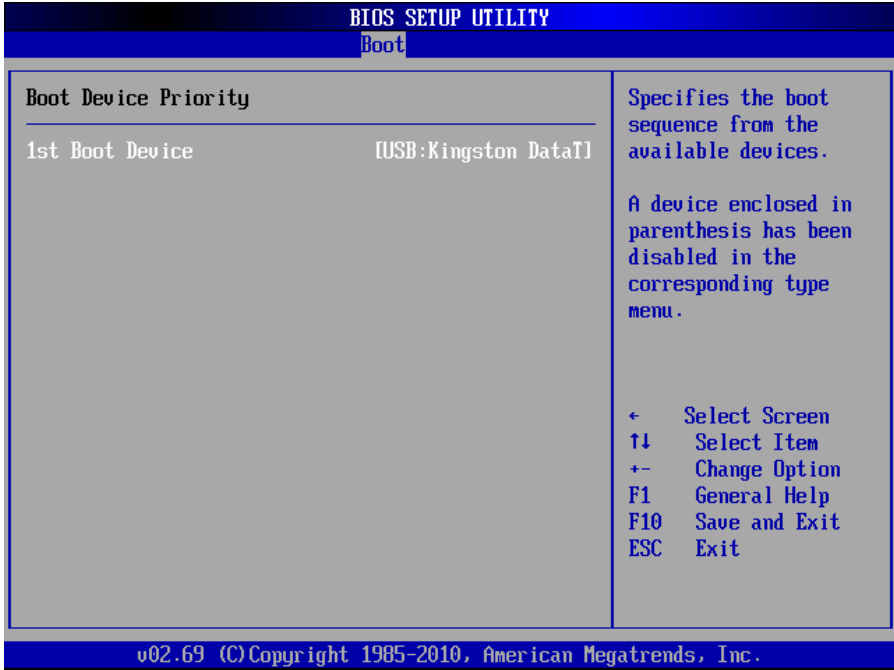 BIOS SETUP UTILITY
Boot
Boot Device Priority
1st Boot Device [USB:Kingston DataT]
Specifies the boot
sequence from the
available devices.
A device enclosed in
parenthesis has been
disabled in the
corresponding type
menu.
← Select Screen
↑↓ Select Item
+- Change Option
F1 General Help
F10 Save and Exit
ESC Exit
v02.69 (C)Copyright 1985-2010, American Megatrends, Inc.